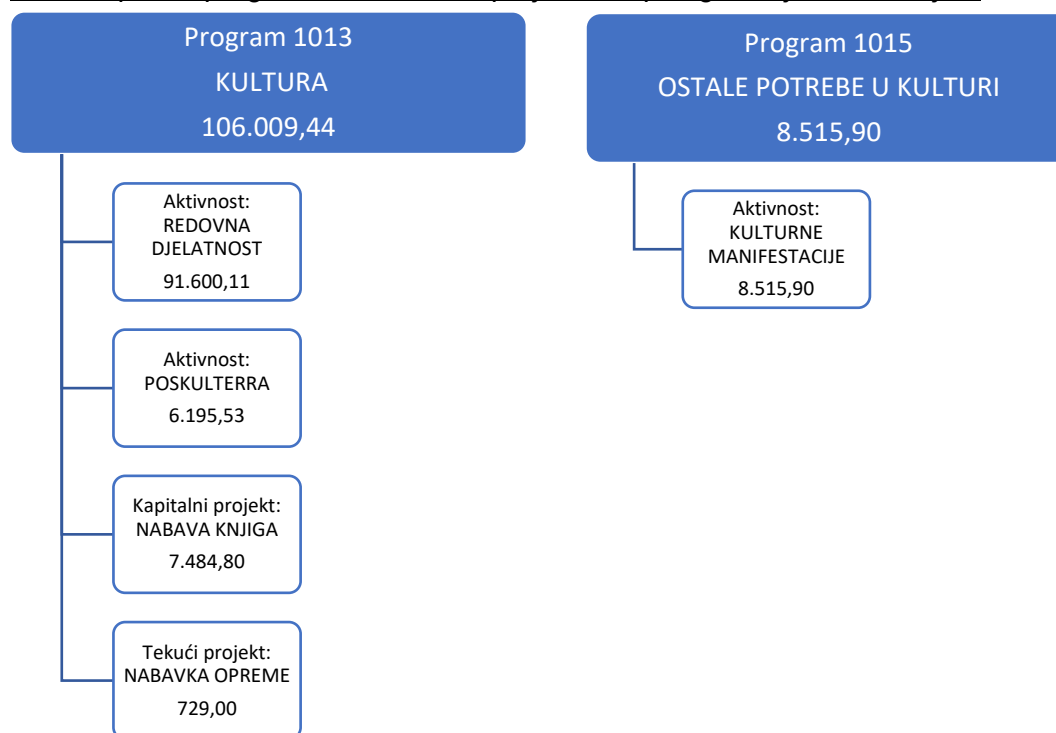 Program 1013
KULTURA
106.009,44
Aktivnost:
REDOVNA
DJELATNOST
91.600,11
Aktivnost:
POSKULTERRA
6.195,53
Kapitalni projekt:
NABAVA KNJIGA
7.484,80
Tekući projekt:
NABAVKA OPREME
729,00
Program 1015
OSTALE POTREBE U KULTURI
8.515,90
Aktivnost:
KULTURNE
MANIFESTACIJE
8.515,90